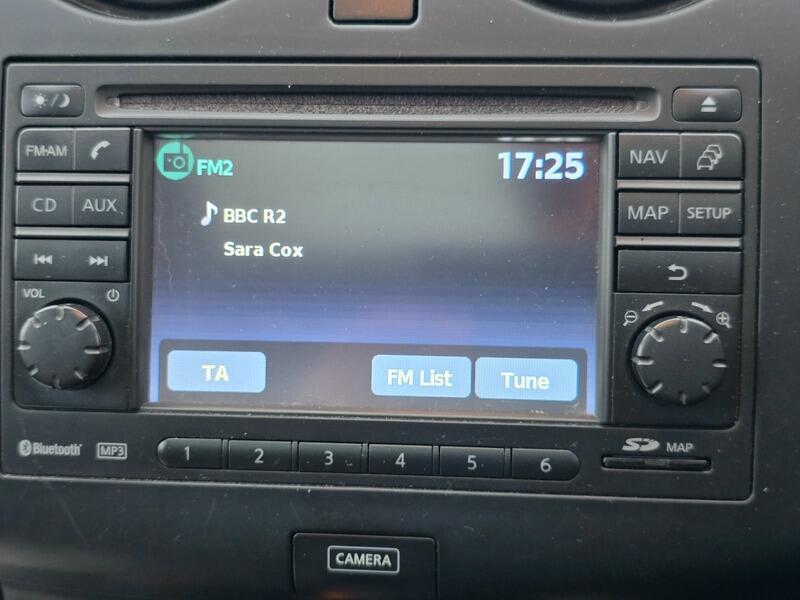 FM2
17:25
BBC R2
Sara Cox
TA
FM List
Tune
FM•AM
CD
AUX
VOL
NAV
MAP
SETUP
Bluetooth
MP3
1
2
3
4
5
6
SD
MAP
CAMERA